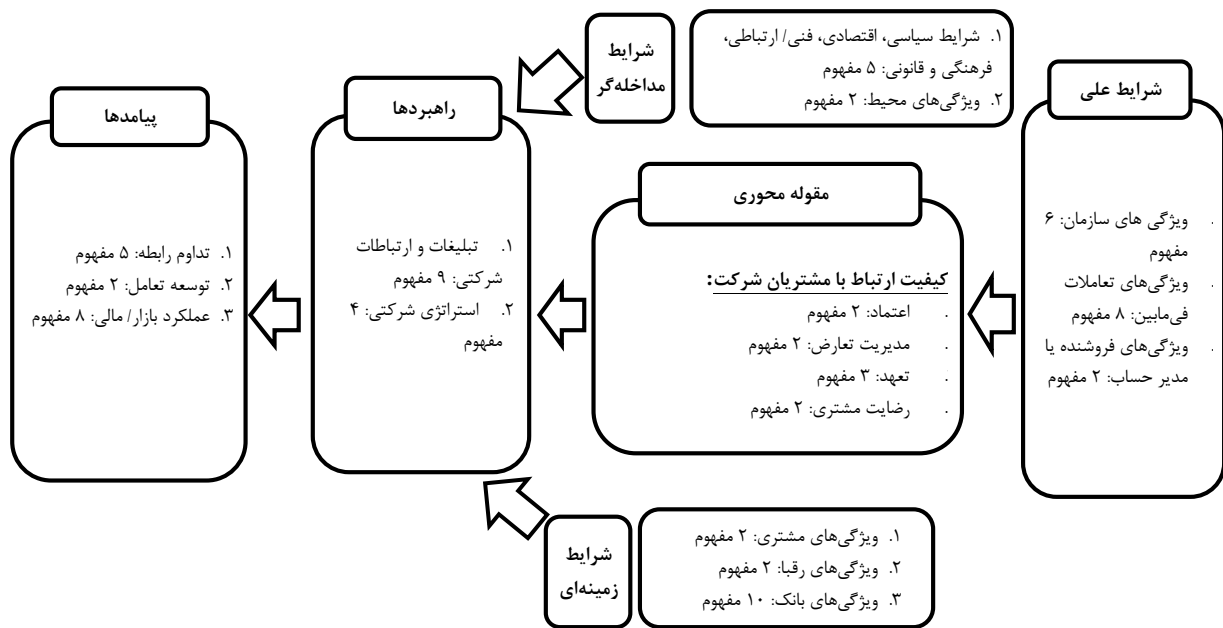 شرایط علی
. ویژگی های سازمان: ۶
مفهوم
. ویژگی‌های تعاملات
فی‌مابین: ۸ مفهوم
. ویژگی‌های فروشنده یا
مدیر حساب: ۲ مفهوم
شرایط
مداخله‌گر
۱. شرایط سیاسی، اقتصادی، فنی/ ارتباطی،
فرهنگی و قانونی: ۵ مفهوم
۲. ویژگی‌های محیط: ۲ مفهوم
مقوله محوری
کیفیت ارتباط با مشتریان شرکت:
. اعتماد: ۲ مفهوم
. مدیریت تعارض: ۲ مفهوم
. تعهد: ۳ مفهوم
. رضایت مشتری: ۲ مفهوم
شرایط
زمینه‌ای
۱. ویژگی‌های مشتری: ۲ مفهوم
۲. ویژگی‌های رقبا: ۲ مفهوم
۳. ویژگی‌های بانک: ۱۰ مفهوم
راهبردها
۱. تبلیغات و ارتباطات
شرکتی: ۹ مفهوم
۲. استراتژی شرکتی: ۴
مفهوم
پیامدها
۱. تداوم رابطه: ۵ مفهوم
۲. توسعه تعامل: ۲ مفهوم
۳. عملکرد بازار/ مالی: ۸ مفهوم